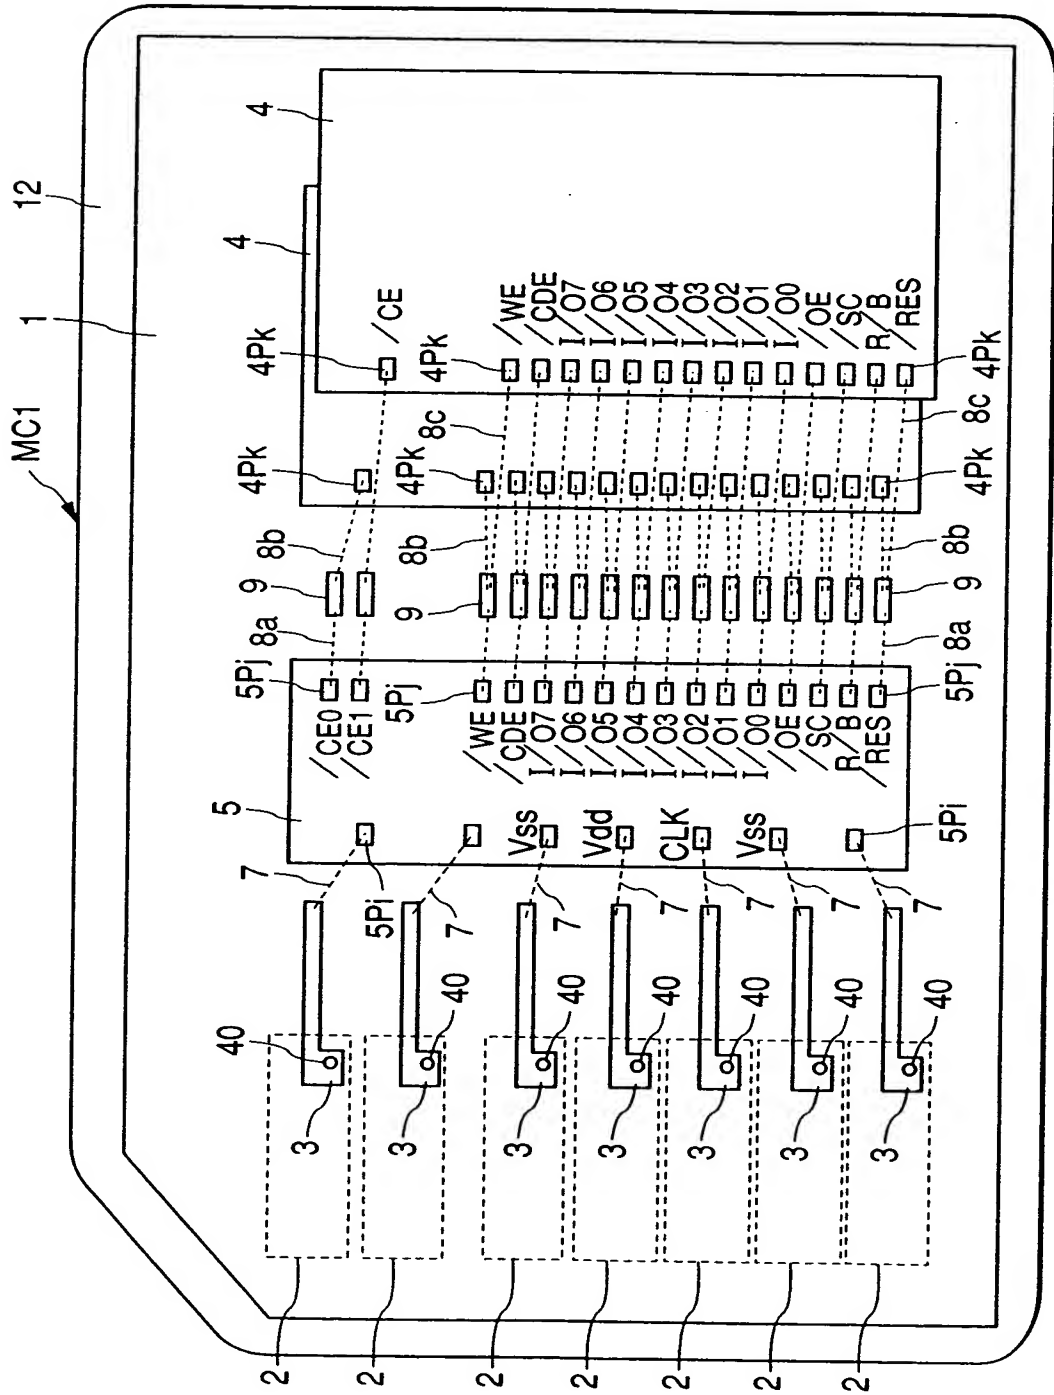 MC1
12
1
4
4
/CE
4Pk
4Pk
/WE
/CDE
I/O7
I/O6
I/O5
I/O4
I/O3
I/O2
I/O1
I/O0
/OE
/SC
R/B
/RES
4Pk
4Pk
4Pk
4Pk
8c
8c
8b
8b
8b
9
9
9
8a
8a
5Pj
5Pj
5Pj
5
/CE0
/CE1
/WE
/CDE
I/O7
I/O6
I/O5
I/O4
I/O3
I/O2
I/O1
I/O0
/OE
/SC
R/B
/RES
Vss
Vdd
CLK
Vss
5Pi
5Pi
7
7
7
7
7
7
7
40
40
40
40
40
40
40
3
3
3
3
3
3
3
2
2
2
2
2
2
2